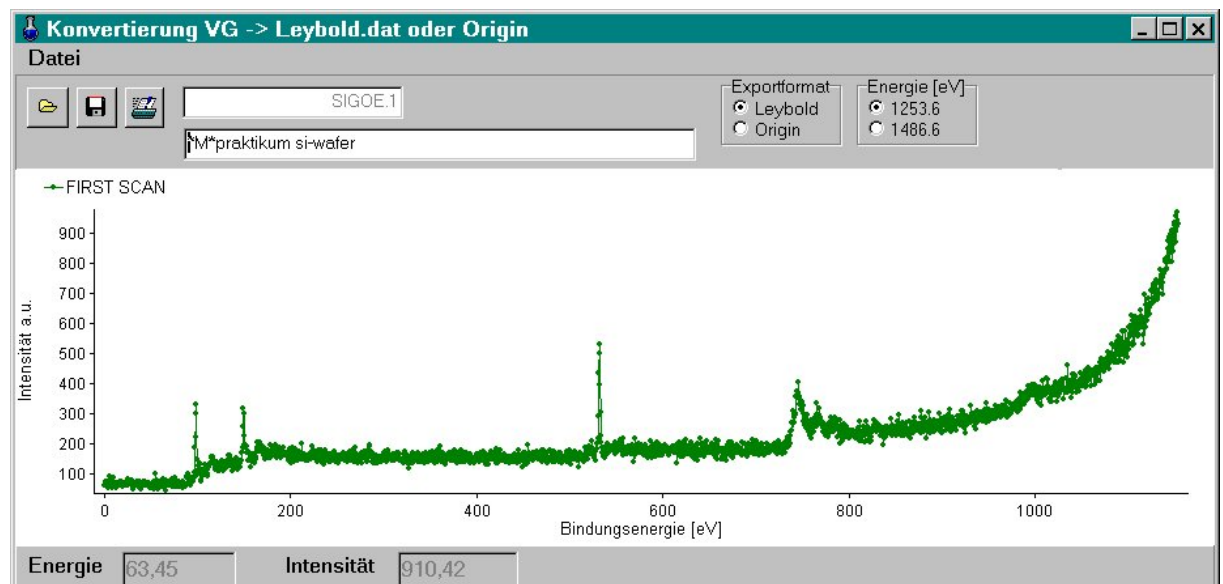 Konvertierung VG -> Leybold.dat oder Origin
Datei
SIGOE.1
*M*praktikum si-wafer
Exportformat
Leybold
Origin
Energie [eV]
1253.6
1486.6
FIRST SCAN
Intensität a.u.
900
800
700
600
500
400
300
200
100
0 200 400 600 800 1000
Bindungsenergie [eV]
Energie 63,45 Intensität 910,42